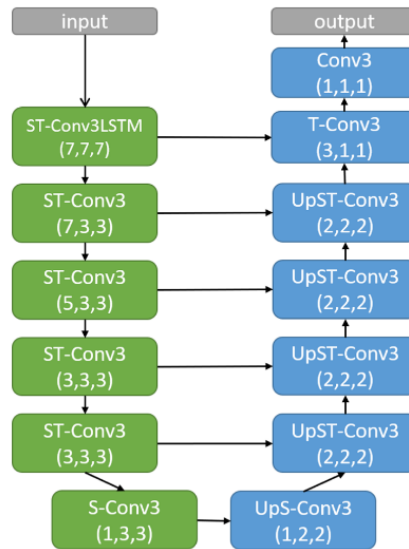 input
output
Conv3
(1,1,1)
ST-Conv3LSTM
(7,7,7)
T-Conv3
(3,1,1)
ST-Conv3
(7,3,3)
UpST-Conv3
(2,2,2)
ST-Conv3
(5,3,3)
UpST-Conv3
(2,2,2)
ST-Conv3
(3,3,3)
UpST-Conv3
(2,2,2)
ST-Conv3
(3,3,3)
UpST-Conv3
(2,2,2)
S-Conv3
(1,3,3)
UpS-Conv3
(1,2,2)